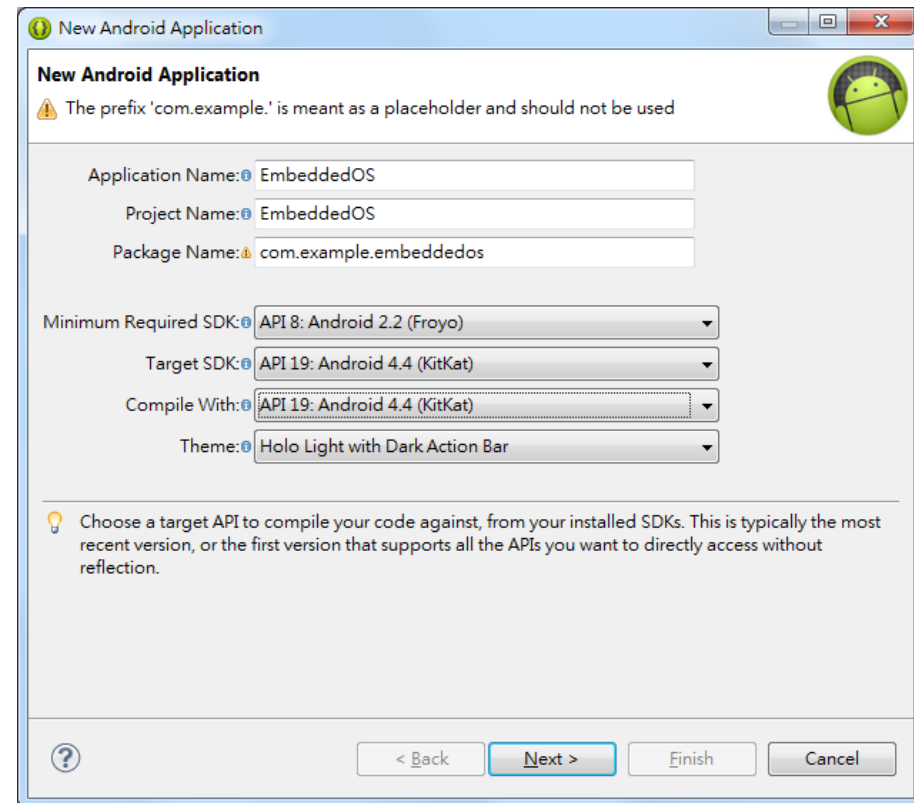 New Android Application
New Android Application
The prefix 'com.example.' is meant as a placeholder and should not be used
Application Name: EmbeddedOS
Project Name: EmbeddedOS
Package Name: com.example.embeddedos
Minimum Required SDK: API 8: Android 2.2 (Froyo)
Target SDK: API 19: Android 4.4 (KitKat)
Compile With: API 19: Android 4.4 (KitKat)
Theme: Holo Light with Dark Action Bar
Choose a target API to compile your code against, from your installed SDKs. This is typically the most
recent version, or the first version that supports all the APIs you want to directly access without
reflection.
? < Back Next > Finish Cancel